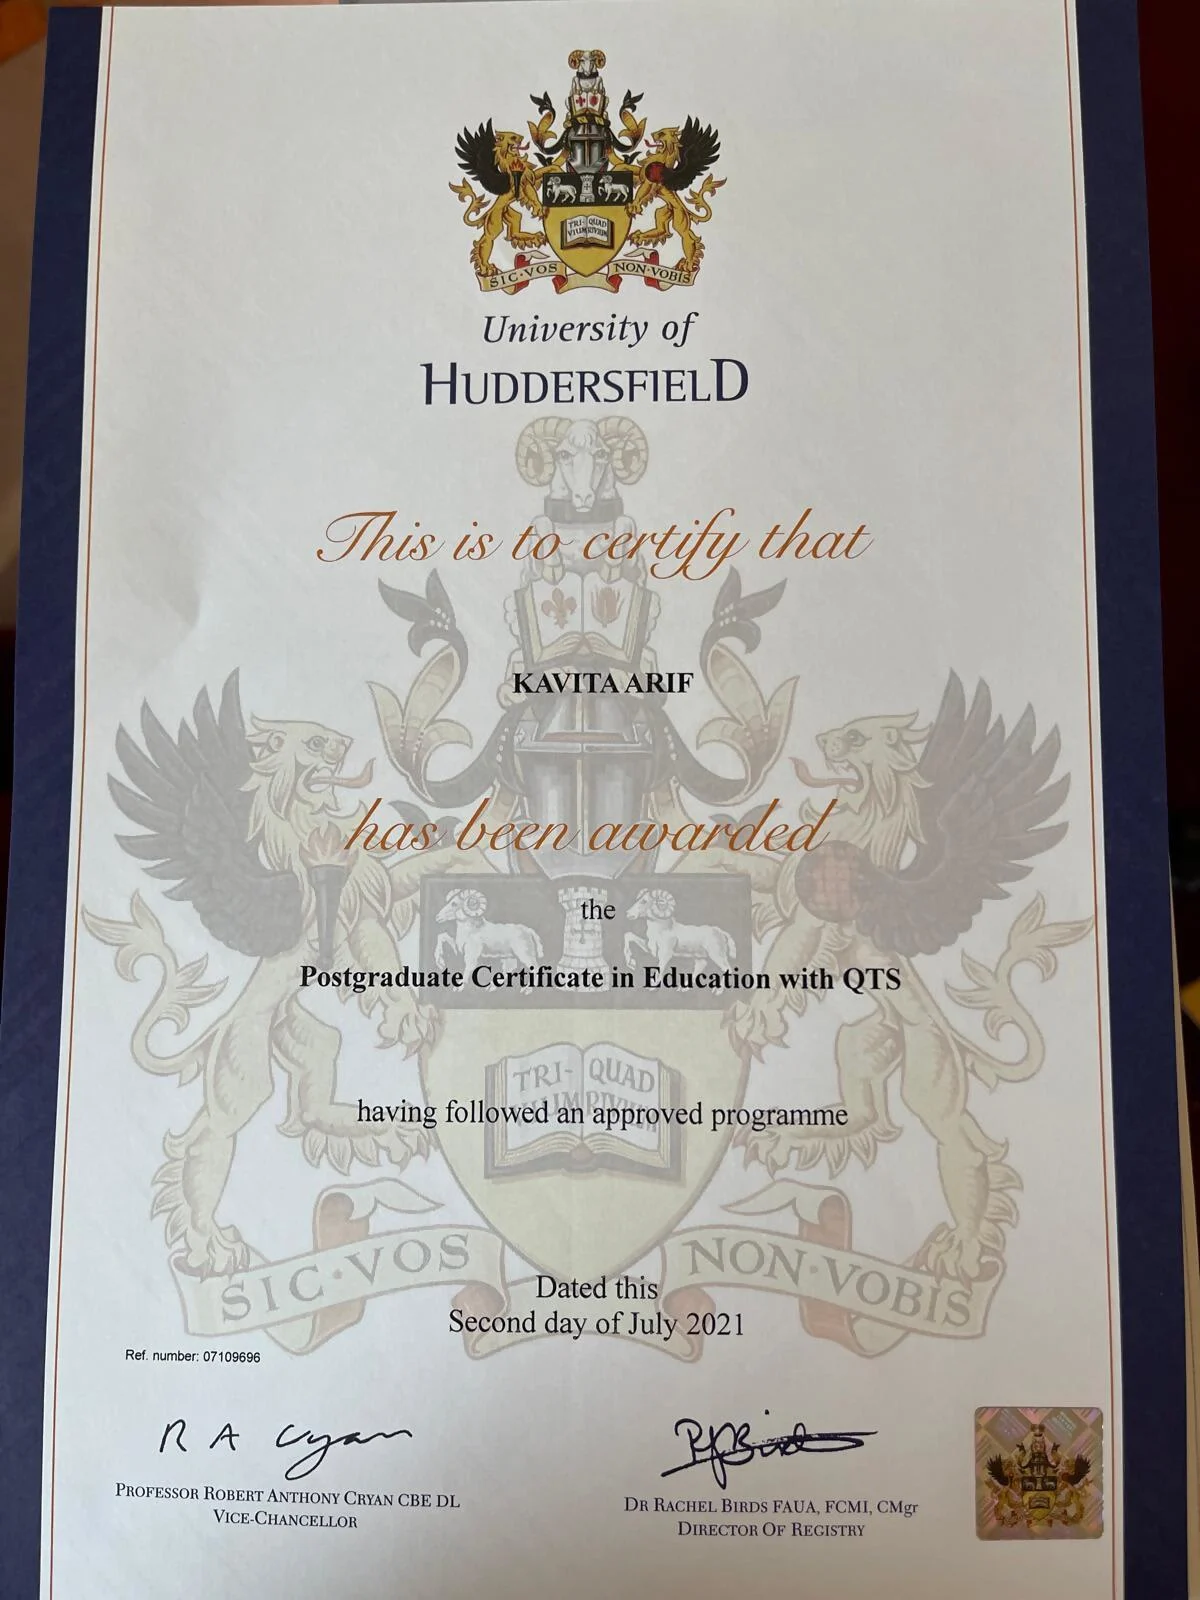 TRI- QUAD
VIUM RIVIUM
SIC·VOS NON·VOBIS
University of
HUDDERSFIELD
This is to certify that
KAVITA ARIF
has been awarded
the
Postgraduate Certificate in Education with QTS
TRI- QUAD
having followed an approved programme
SIC·VOS NON·VOBIS
Dated this
Second day of July 2021
Ref. number: 07109696
R A Cryan
PROFESSOR ROBERT ANTHONY CRYAN CBE DL
VICE-CHANCELLOR
DR RACHEL BIRDS FAUA, FCMI, CMgr
DIRECTOR OF REGISTRY